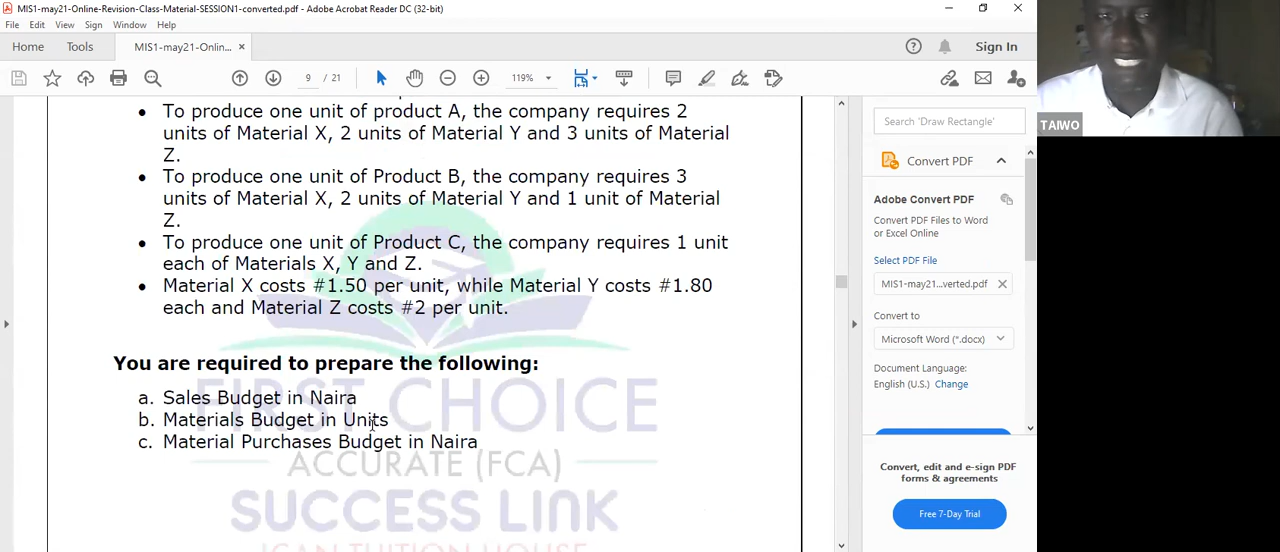 MIS1-may21-Online-Revision-Class-Material-SESSION1-converted.pdf - Adobe Acrobat Reader DC (32-bit)
File Edit View Sign Window Help
Home Tools MIS1-may21-Onlin... × Sign In
9 / 21 119%
To produce one unit of product A, the company requires 2
units of Material X, 2 units of Material Y and 3 units of Material
Z.
• To produce one unit of Product B, the company requires 3
units of Material X, 2 units of Material Y and 1 unit of Material
Z.
• To produce one unit of Product C, the company requires 1 unit
each of Materials X, Y and Z.
• Material X costs #1.50 per unit, while Material Y costs #1.80
each and Material Z costs #2 per unit.
You are required to prepare the following:
a. Sales Budget in Naira
b. Materials Budget in Units
c. Material Purchases Budget in Naira
FIRST CHOICE
ACCURATE (FCA)
SUCCESS LINK
ICAN TUITION HOUSE
Search 'Draw Rectangle'
Convert PDF
Adobe Convert PDF
Convert PDF Files to Word
or Excel Online
Select PDF File
MIS1-may21...verted.pdf
Convert to
Microsoft Word (*.docx)
Document Language:
English (U.S.) Change
Convert, edit and e-sign PDF
forms & agreements
Free 7-Day Trial
TAIWO